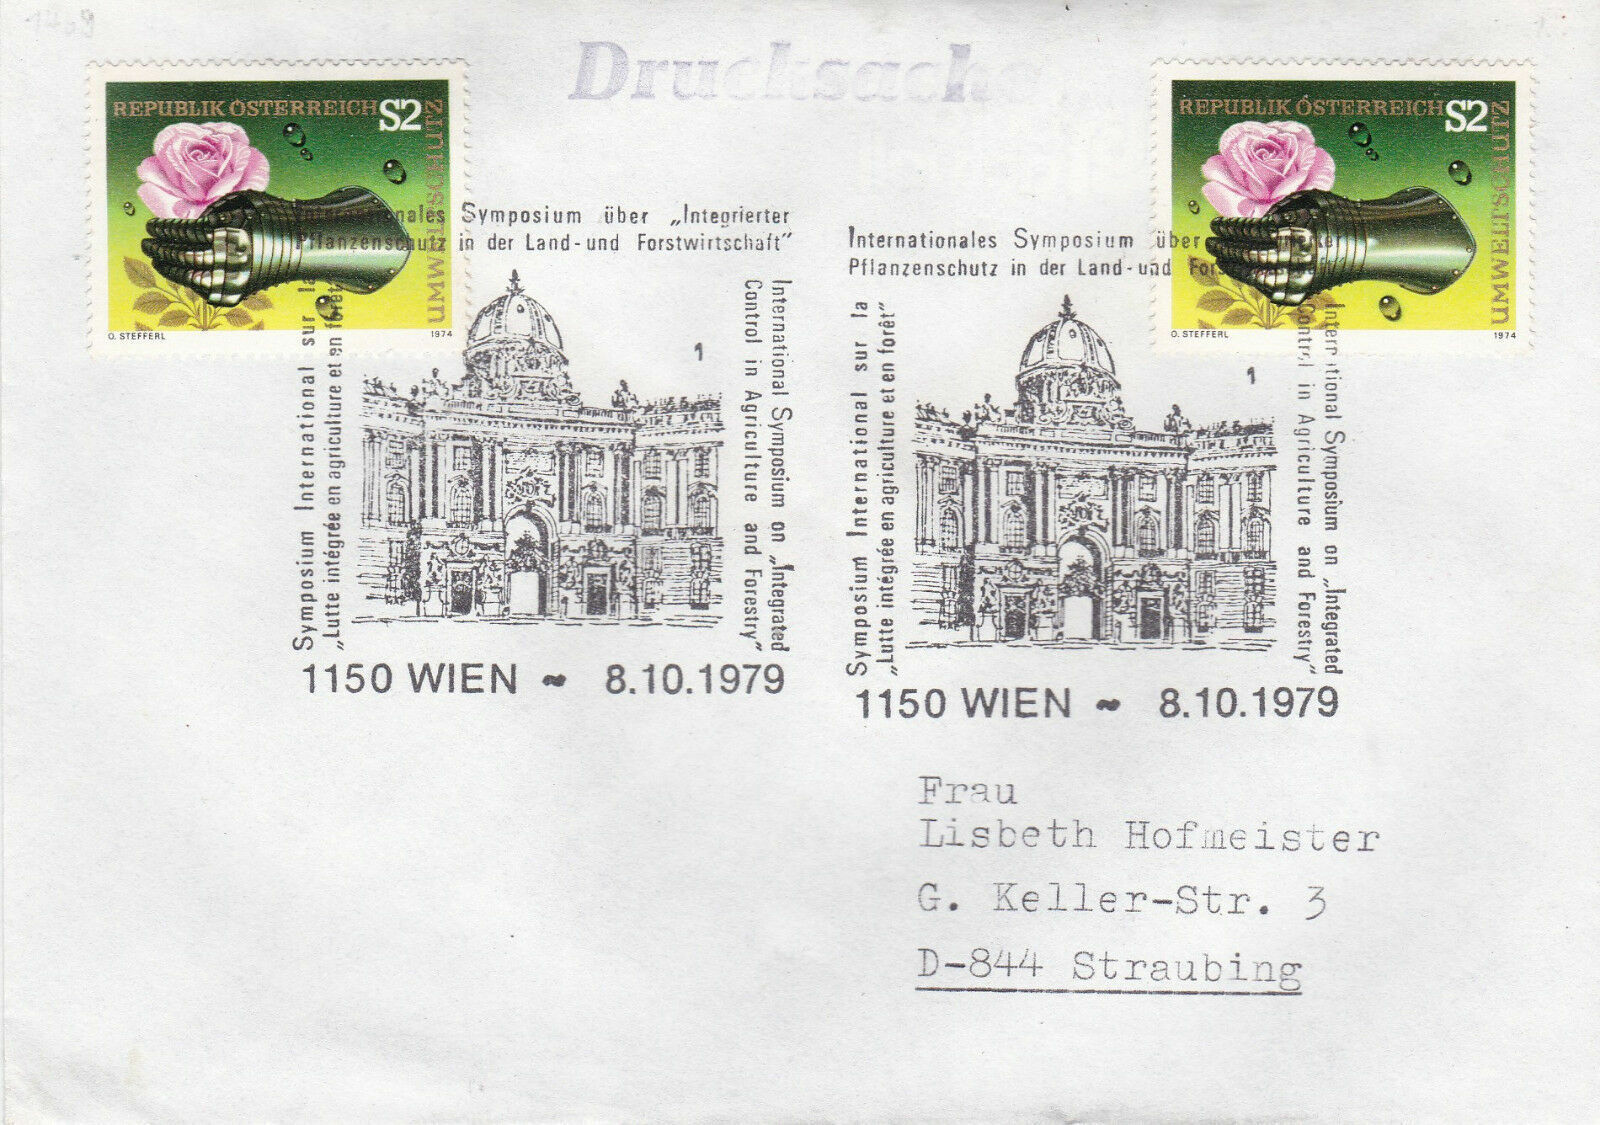 Drucksache
REPUBLIK ÖSTERREICH S2
UMWELTSCHUTZ
O. STEFFERL 1974
REPUBLIK ÖSTERREICH S2
UMWELTSCHUTZ
O. STEFFERL 1974
Internationales Symposium über „Integrierter
Pflanzenschutz in der Land-und Forstwirtschaft"
Symposium International sur la
„Lutte intégrée en agriculture et en forêt"
International Symposium on „Integrated
Control in Agriculture and Forestry"
1
1150 WIEN ~ 8.10.1979
Internationales Symposium über
Pflanzenschutz in der Land-und
Symposium International sur la
„Lutte intégrée en agriculture et en forêt"
International Symposium on „Integrated
Control in Agriculture and Forestry"
1
1150 WIEN ~ 8.10.1979
Frau
Lisbeth Hofmeister
G. Keller-Str. 3
D-844 Straubing